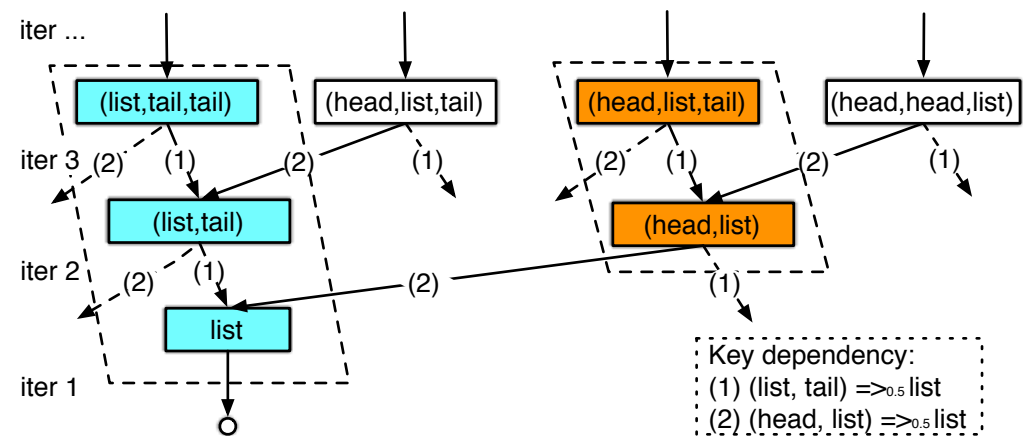 iter ...
(list,tail,tail)
(head,list,tail)
(head,list,tail)
(head,head,list)
iter 3
(2)
(1)
(2)
(1)
(2)
(1)
(2)
(1)
(list,tail)
(head,list)
iter 2
(2)
(1)
(2)
(1)
list
iter 1
Key dependency:
(1) (list, tail) =>0.5 list
(2) (head, list) =>0.5 list